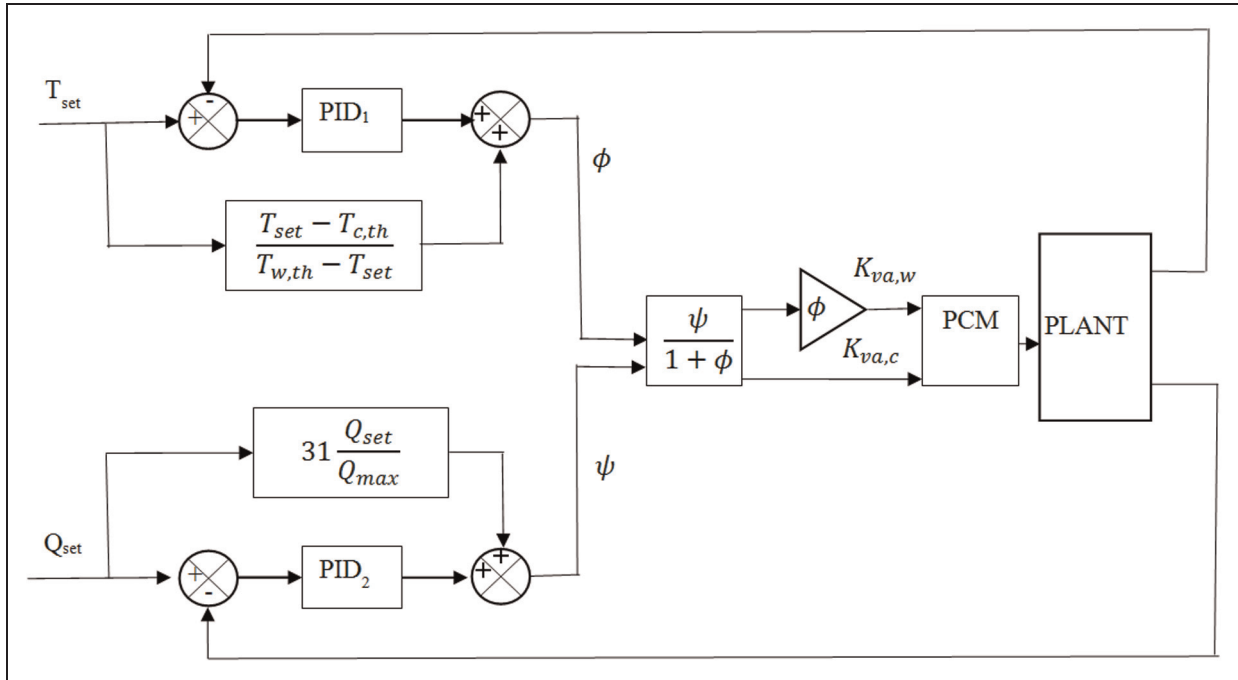 T_set
-
+
PID₁
+
+
ϕ
T_set − T_c,th
T_w,th − T_set
K_va,w
ψ
1 + ϕ
ϕ
K_va,c
PCM
PLANT
31 Q_set
Q_max
ψ
Q_set
+
-
PID₂
+
+